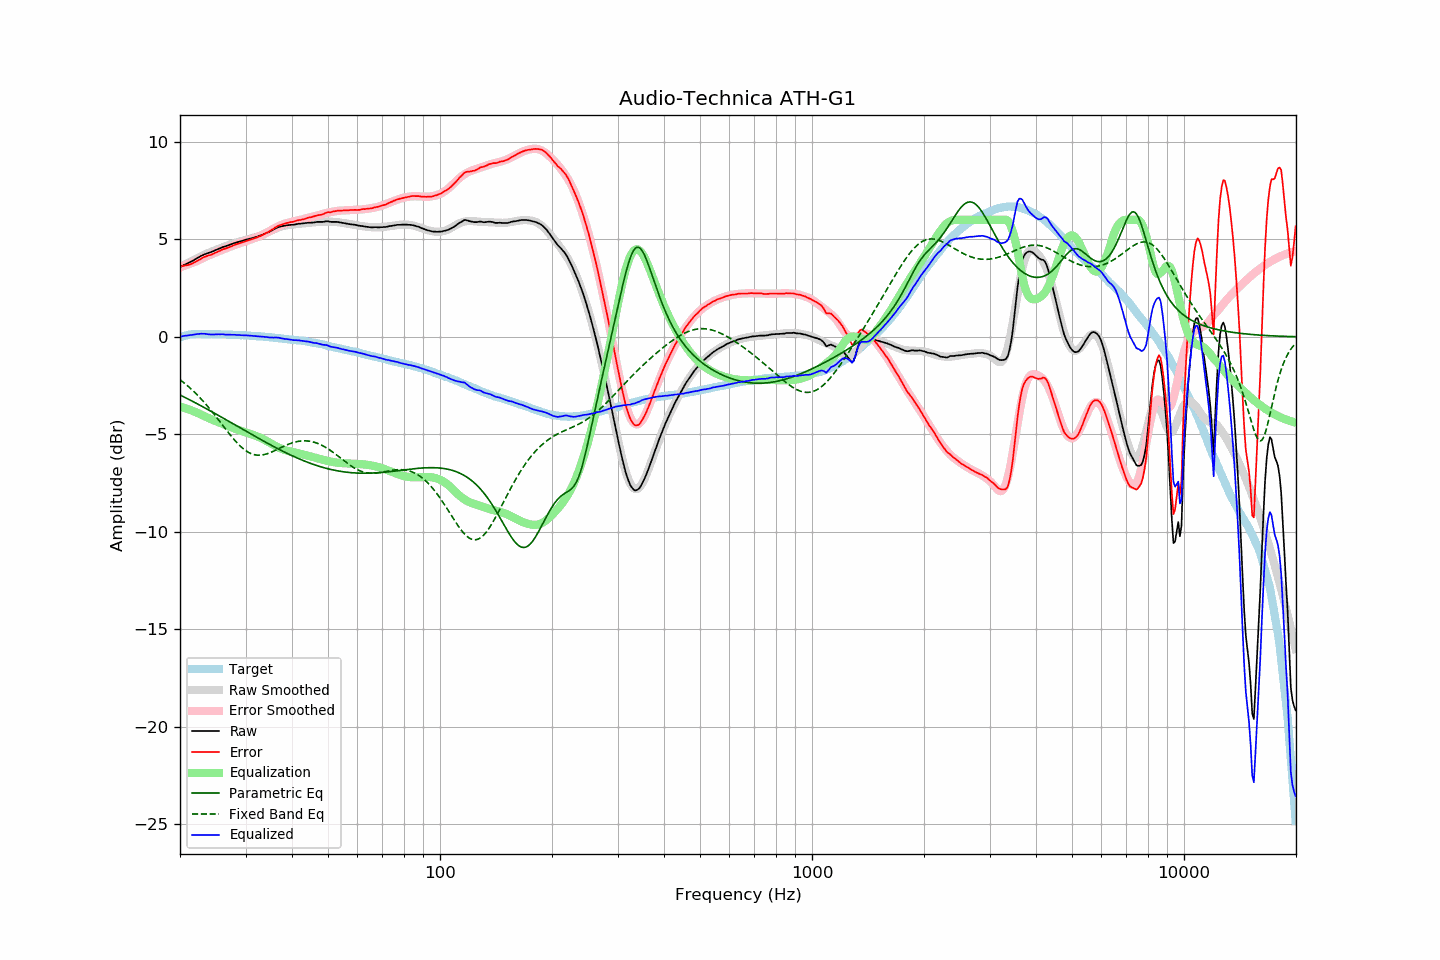 Audio-Technica ATH-G1
10
5
0
−5
−10
−15
−20
−25
Amplitude (dBr)
Target
Raw Smoothed
Error Smoothed
Raw
Error
Equalization
Parametric Eq
Fixed Band Eq
Equalized
100
1000
10000
Frequency (Hz)